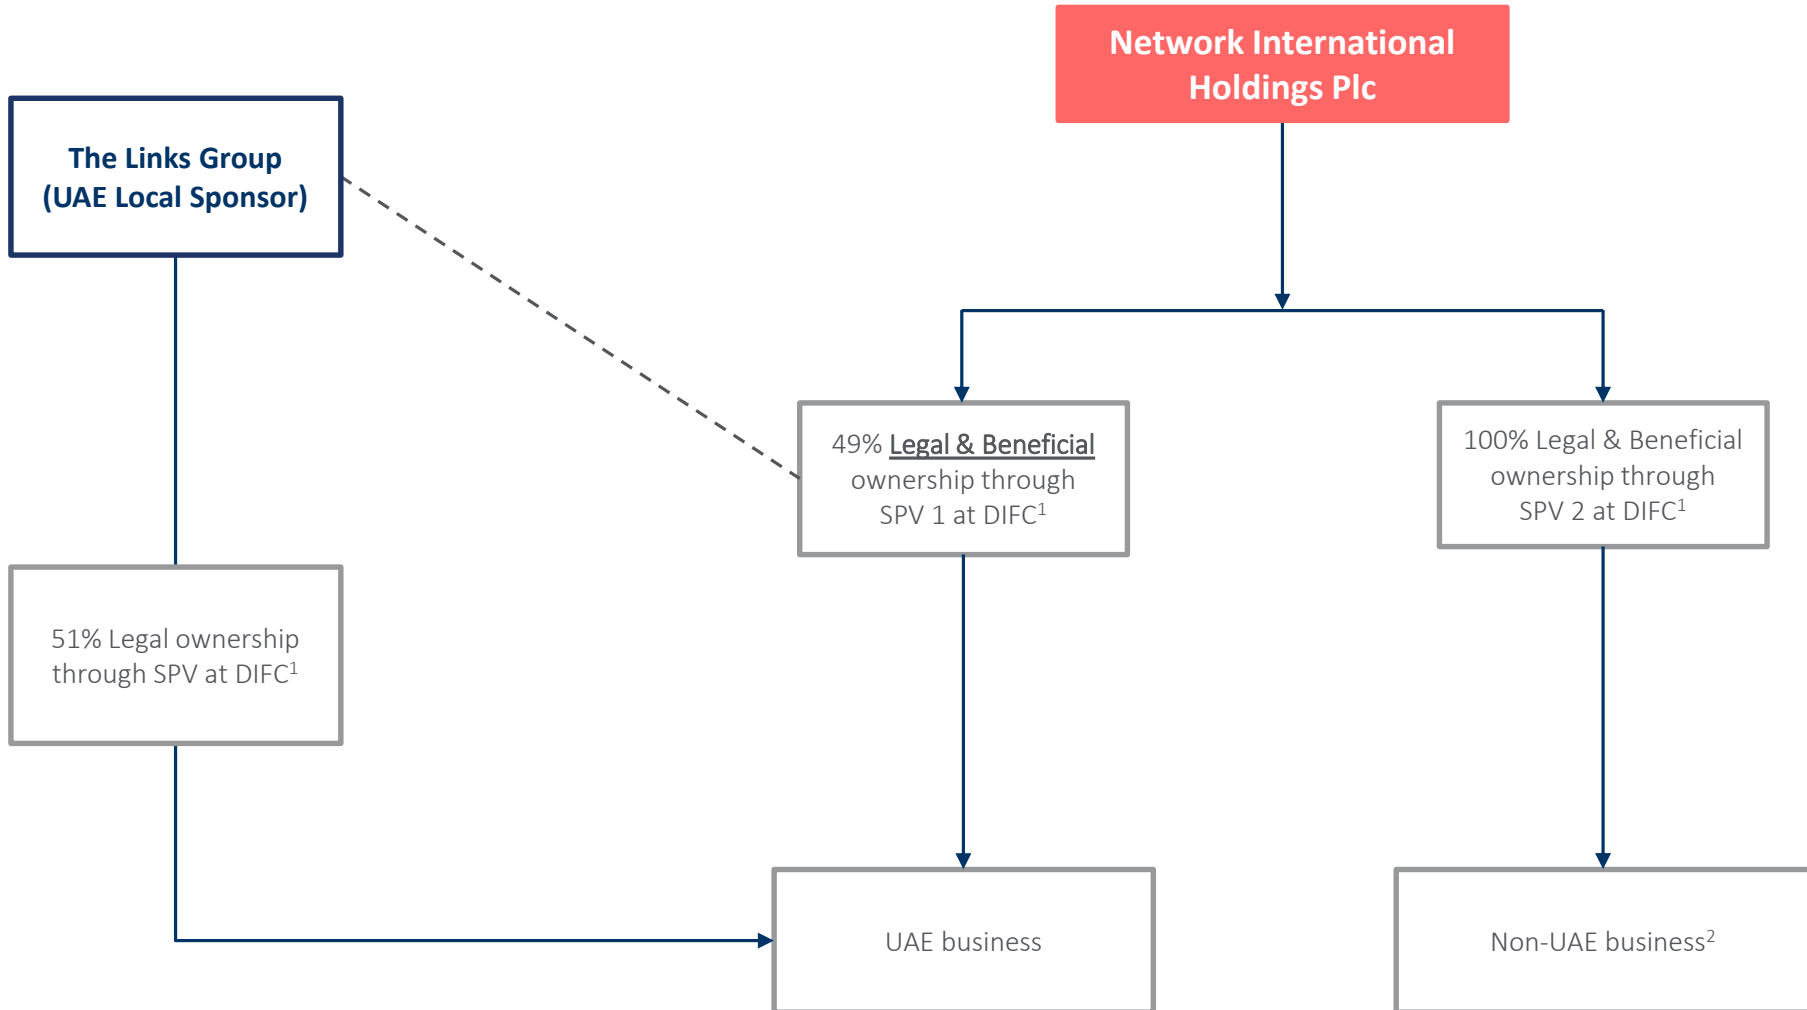 Network International
Holdings Plc
The Links Group
(UAE Local Sponsor)
49% Legal & Beneficial
ownership through
SPV 1 at DIFC¹
100% Legal & Beneficial
ownership through
SPV 2 at DIFC¹
51% Legal ownership
through SPV at DIFC¹
UAE business
Non-UAE business²